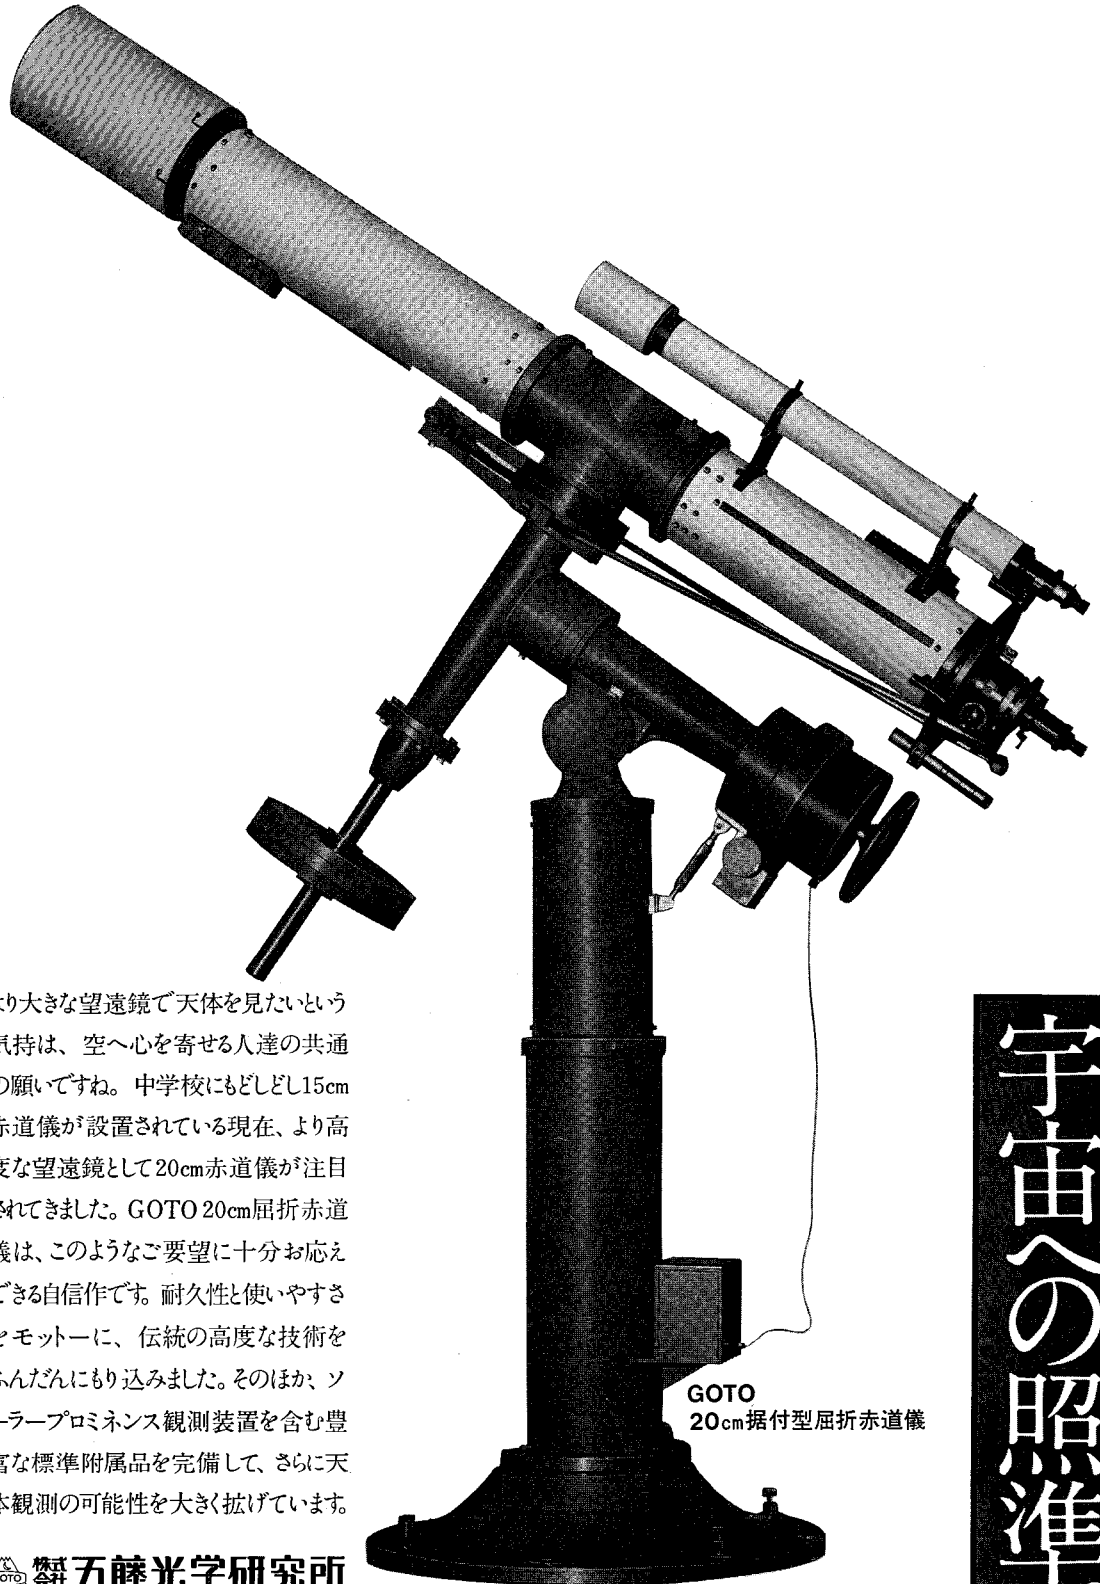 より大きな望遠鏡で天体を見たいという
気持は、空へ心を寄せる人達の共通
の願いですね。中学校にもどしどし15cm
赤道儀が設置されている現在、より高
度な望遠鏡として20cm赤道儀が注目
されてきました。GOTO 20cm屈折赤道
儀は、このようなご要望に十分お応え
できる自信作です。耐久性と使いやすさ
をモットーに、伝統の高度な技術を
ふんだんにもり込みました。そのほか、ソ
ーラープロミネンス観測装置を含む豊
富な標準附属品を完備して、さらに天
体観測の可能性を大きく拡げています。
GOTO 株式会社 五藤光学研究所
GOTO
20cm据付型屈折赤道儀
宇宙への照準